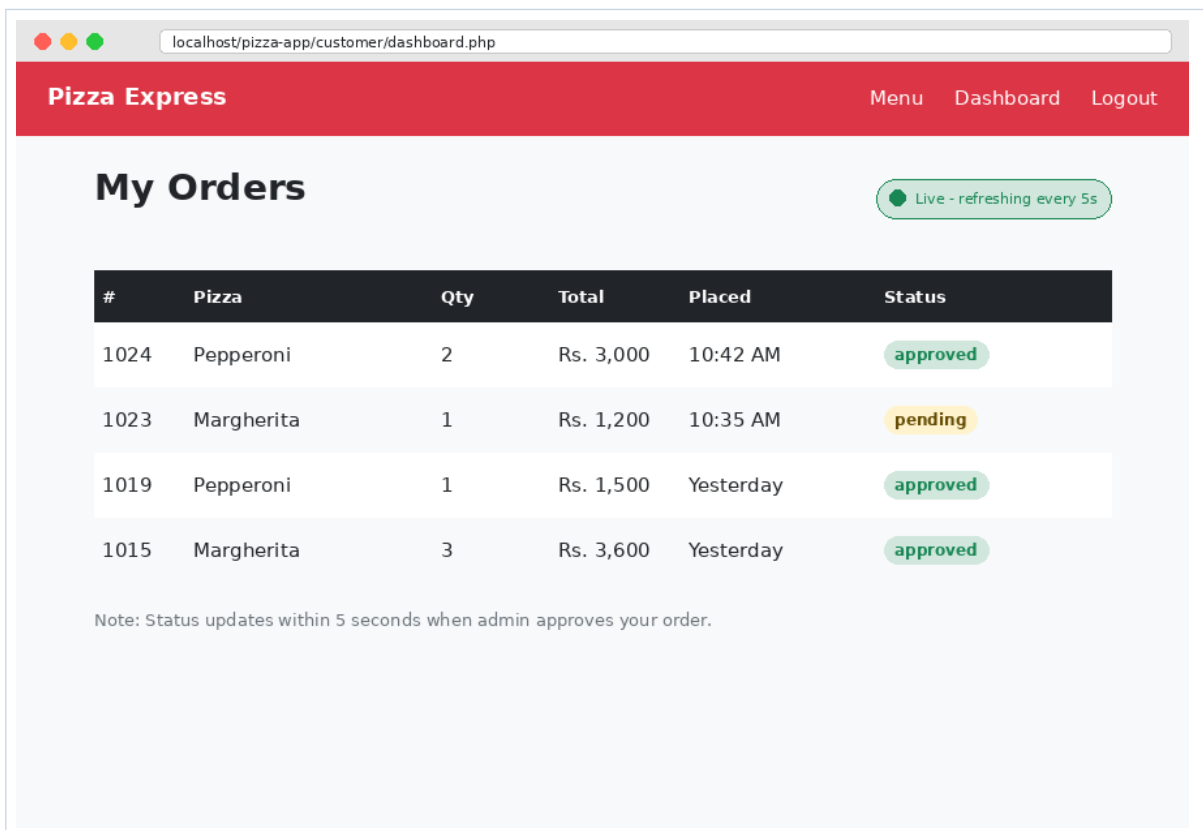 localhost/pizza-app/customer/dashboard.php
Pizza Express Menu Dashboard Logout
My Orders
Live - refreshing every 5s
# Pizza Qty Total Placed Status
1024 Pepperoni 2 Rs. 3,000 10:42 AM approved
1023 Margherita 1 Rs. 1,200 10:35 AM pending
1019 Pepperoni 1 Rs. 1,500 Yesterday approved
1015 Margherita 3 Rs. 3,600 Yesterday approved
Note: Status updates within 5 seconds when admin approves your order.